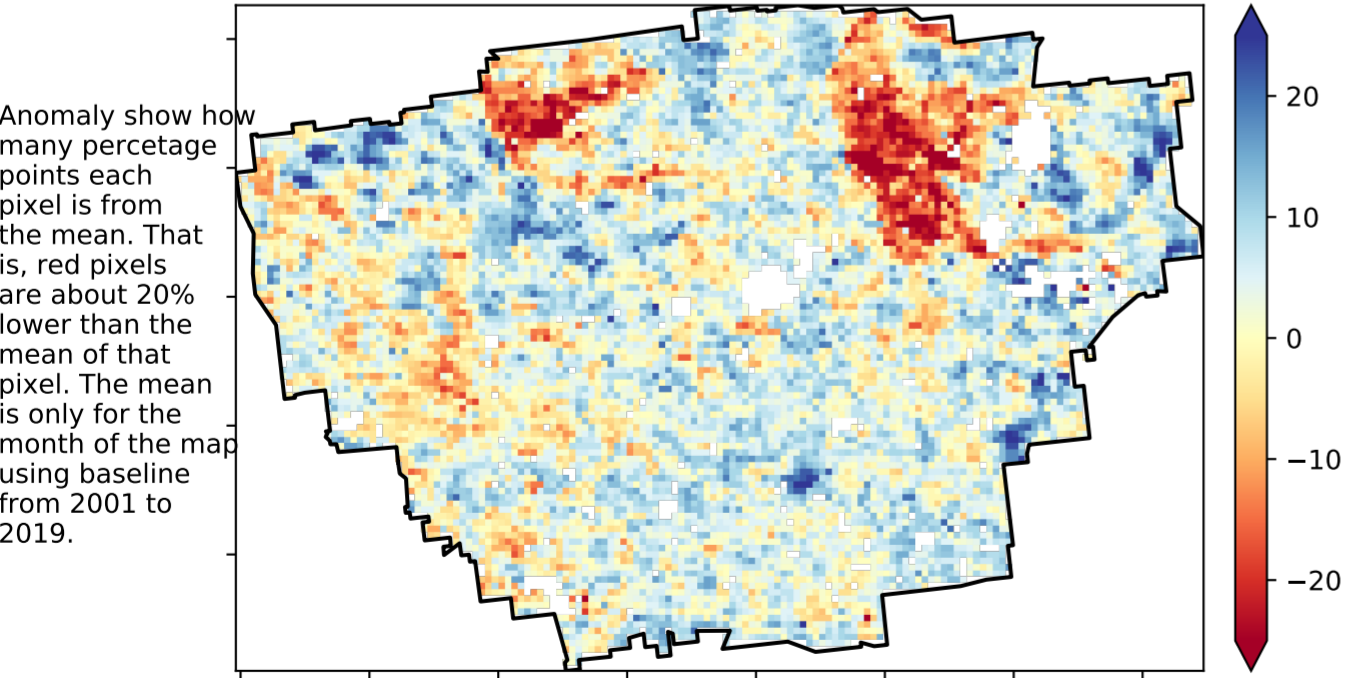 Anomaly show how
many percetage
points each
pixel is from
the mean. That
is, red pixels
are about 20%
lower than the
mean of that
pixel. The mean
is only for the
month of the map
using baseline
from 2001 to
2019.
20
10
0
−10
−20